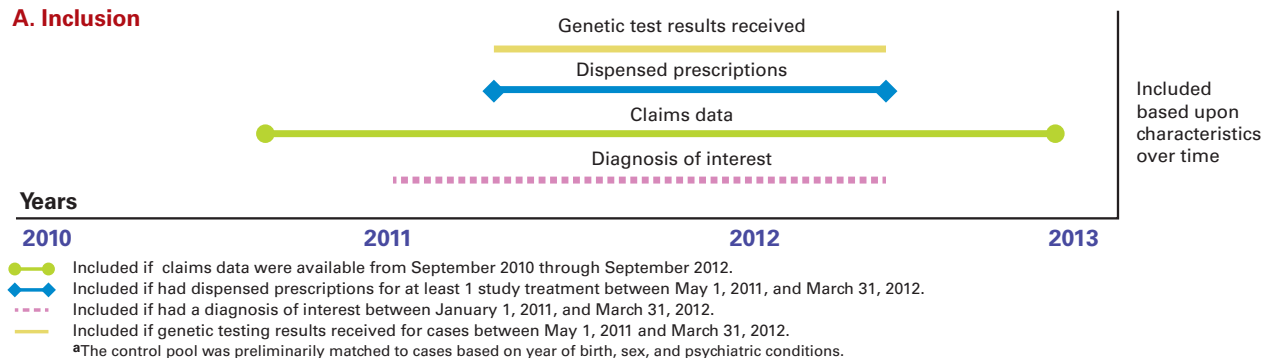 A. Inclusion
Genetic test results received
Dispensed prescriptions
Claims data
Diagnosis of interest
Included
based upon
characteristics
over time
Years
2010
2011
2012
2013
Included if claims data were available from September 2010 through September 2012.
Included if had dispensed prescriptions for at least 1 study treatment between May 1, 2011, and March 31, 2012.
Included if had a diagnosis of interest between January 1, 2011, and March 31, 2012.
Included if genetic testing results received for cases between May 1, 2011 and March 31, 2012.
aThe control pool was preliminarily matched to cases based on year of birth, sex, and psychiatric conditions.